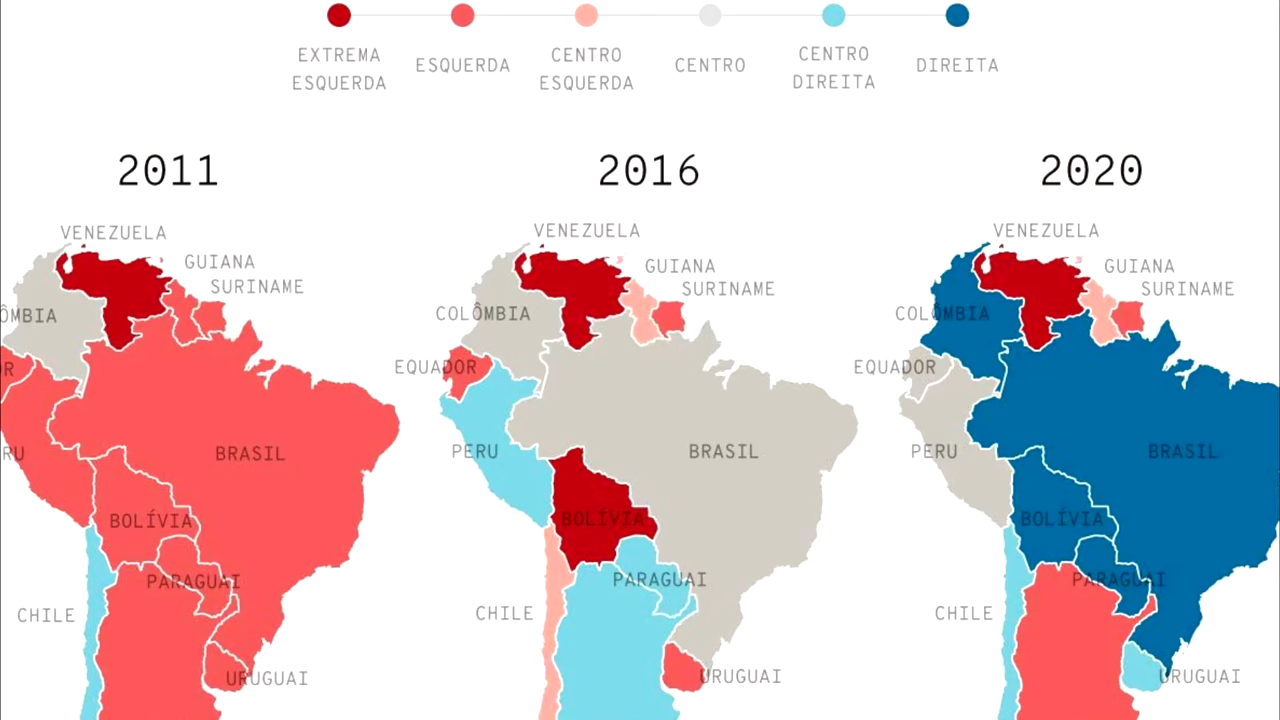 EXTREMA
ESQUERDA
ESQUERDA
CENTRO
ESQUERDA
CENTRO
CENTRO
DIREITA
DIREITA
2011
2016
2020
VENEZUELA
GUIANA
SURINAME
ÔMBIA
OR
RU
BRASIL
BOLÍVIA
PARAGUAI
CHILE
URUGUAI
VENEZUELA
GUIANA
SURINAME
COLÔMBIA
EQUADOR
PERU
BRASIL
BOLÍVIA
PARAGUAI
CHILE
URUGUAI
VENEZUELA
GUIANA
SURINAME
COLÔMBIA
EQUADOR
PERU
BRASIL
BOLÍVIA
PARAGUAI
CHILE
URUGUAI